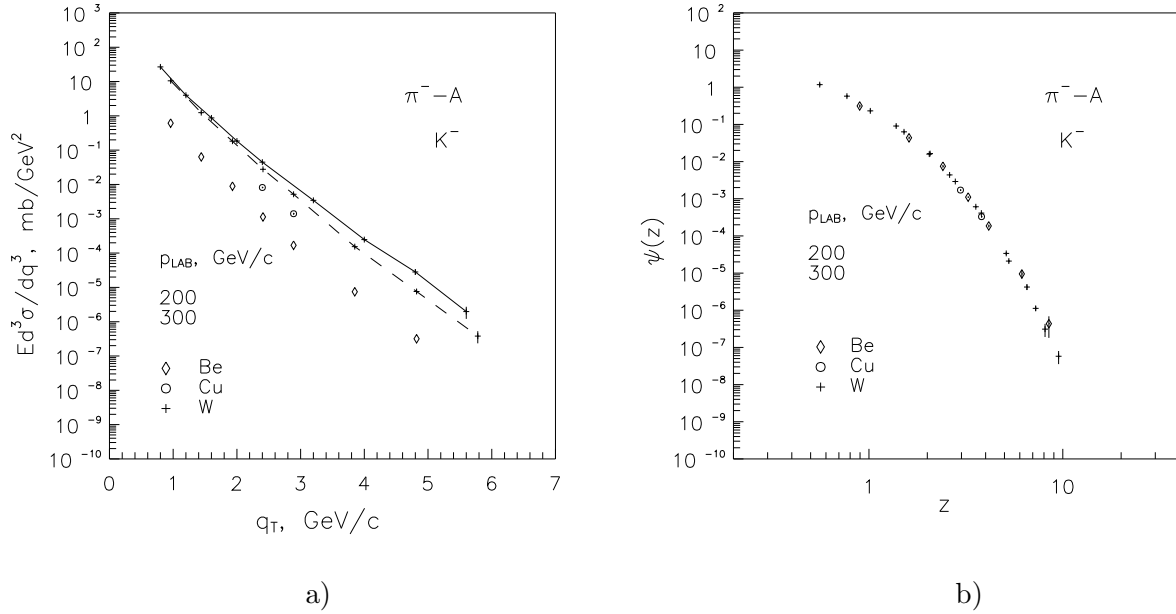 Ed³σ/dq³, mb/GeV²
10 ³
10 ²
10
1
10 ⁻¹
10 ⁻²
10 ⁻³
10 ⁻⁴
10 ⁻⁵
10 ⁻⁶
10 ⁻⁷
10 ⁻⁸
10 ⁻⁹
10 ⁻¹⁰
π⁻−A
K⁻
p_LAB, GeV/c
200
300
Be
Cu
W
0 1 2 3 4 5 6 7
q_T, GeV/c
a)
ψ(z)
10 ²
10
1
10 ⁻¹
10 ⁻²
10 ⁻³
10 ⁻⁴
10 ⁻⁵
10 ⁻⁶
10 ⁻⁷
10 ⁻⁸
10 ⁻⁹
10 ⁻¹⁰
π⁻−A
K⁻
p_LAB, GeV/c
200
300
Be
Cu
W
1 10
z
b)